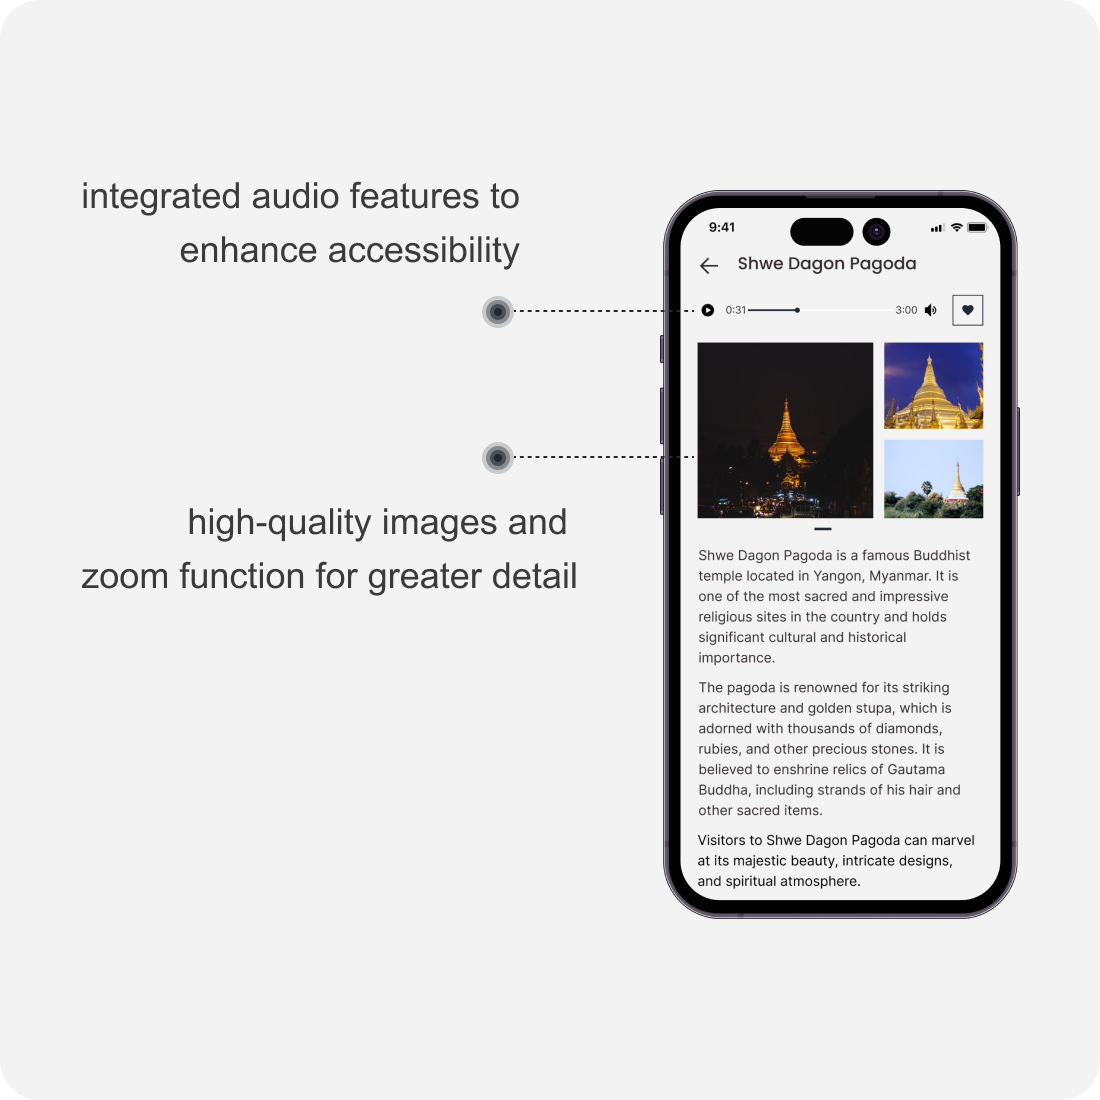 integrated audio features to
enhance accessibility
high-quality images and
zoom function for greater detail
9:41
Shwe Dagon Pagoda
0:31
3:00
Shwe Dagon Pagoda is a famous Buddhist
temple located in Yangon, Myanmar. It is
one of the most sacred and impressive
religious sites in the country and holds
significant cultural and historical
importance.
The pagoda is renowned for its striking
architecture and golden stupa, which is
adorned with thousands of diamonds,
rubies, and other precious stones. It is
believed to enshrine relics of Gautama
Buddha, including strands of his hair and
other sacred items.
Visitors to Shwe Dagon Pagoda can marvel
at its majestic beauty, intricate designs,
and spiritual atmosphere.